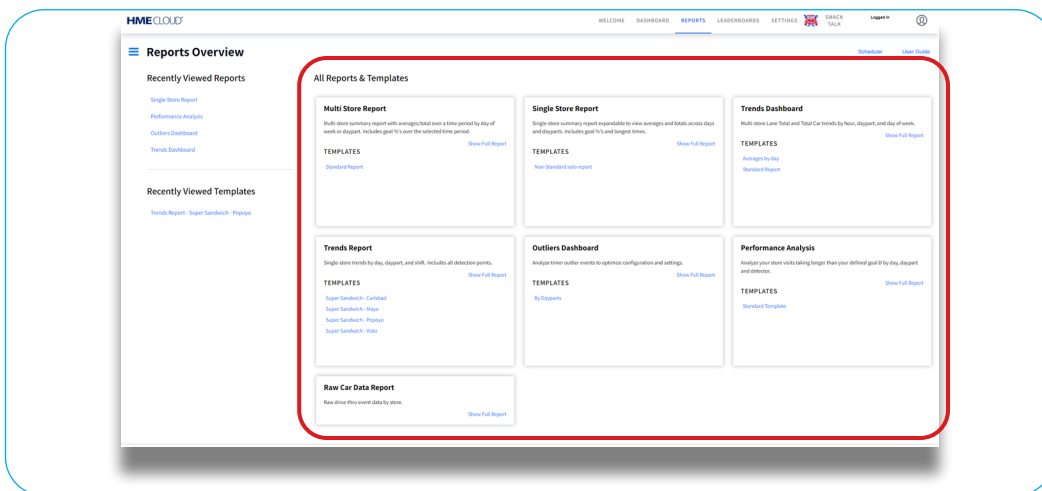 HMECLOUD®
WELCOME DASHBOARD REPORTS LEADERBOARDS SETTINGS SMACK TALK Logged in
Reports Overview
Scheduler User Guide
Recently Viewed Reports
Single Store Report
Performance Analysis
Outliers Dashboard
Trends Dashboard
Recently Viewed Templates
Trends Report - Super Sandwich - Popoyo
All Reports & Templates
Multi Store Report
Multi-store summary report with averages/total over a time period by day of
week or daypart. Includes goal %'s over the selected time period.
Show Full Report
TEMPLATES
Standard Report
Single Store Report
Single-store summary report expandable to view averages and totals across days
and dayparts. Includes goal %'s and longest times.
Show Full Report
TEMPLATES
Non-Standard solo report
Trends Dashboard
Multi-store Lane Total and Total Car trends by hour, daypart, and day of week.
Show Full Report
TEMPLATES
Averages by day
Standard Report
Trends Report
Single-store trends by day, daypart, and shift. Includes all detection points.
Show Full Report
TEMPLATES
Super Sandwich - Carlsbad
Super Sandwich - Mayo
Super Sandwich - Popoyo
Super Sandwich - Vista
Outliers Dashboard
Analyze timer outlier events to optimize configuration and settings.
Show Full Report
TEMPLATES
By Dayparts
Performance Analysis
Analyze your store visits taking longer than your defined goal D by day, daypart
and detector.
Show Full Report
TEMPLATES
Standard Template
Raw Car Data Report
Raw drive-thru event data by store.
Show Full Report